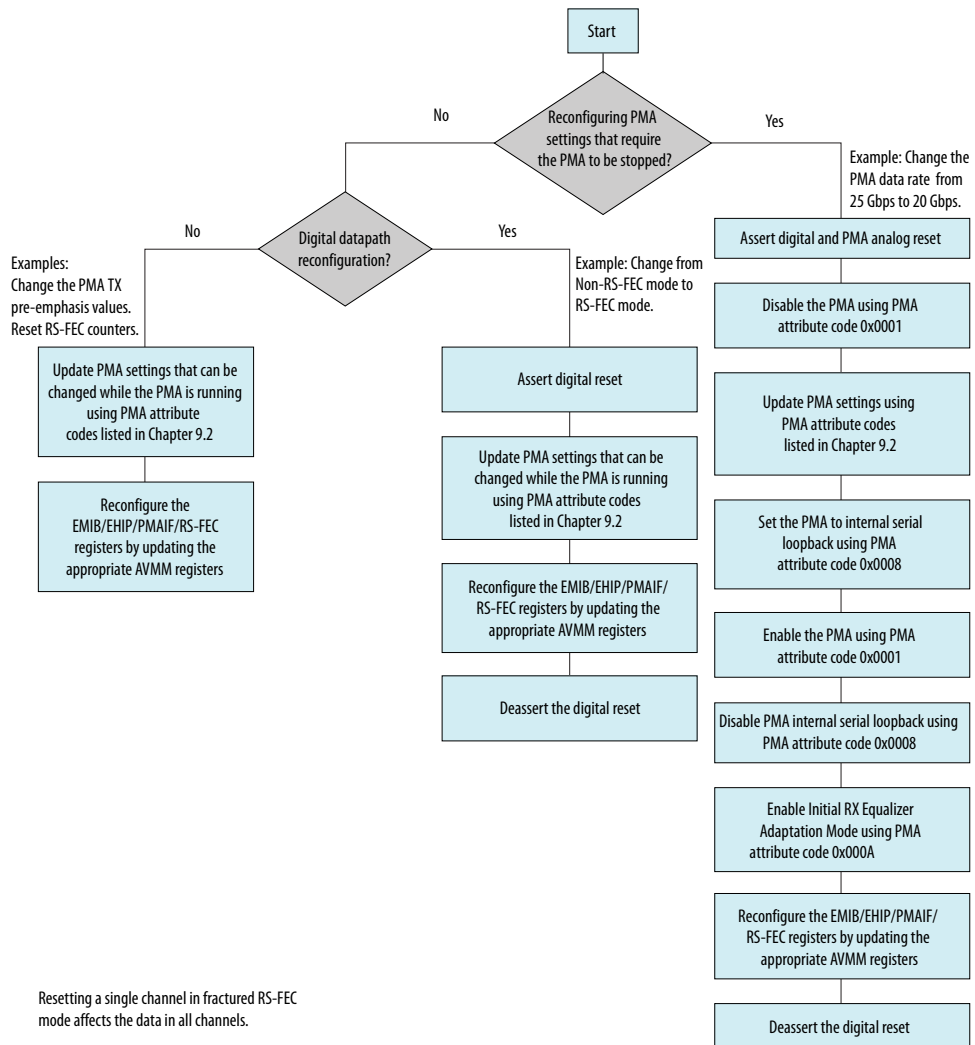 Start
Reconfiguring PMA
settings that require
the PMA to be stopped?
No
Yes
Example: Change the
PMA data rate from
25 Gbps to 20 Gbps.
Digital datapath
reconfiguration?
No
Yes
Examples:
Change the PMA TX
pre-emphasis values.
Reset RS-FEC counters.
Example: Change from
Non-RS-FEC mode to
RS-FEC mode.
Update PMA settings that can be
changed while the PMA is running
using PMA attribute
codes listed in Chapter 9.2
Reconfigure the
EMIB/EHIP/PMAIF/RS-FEC
registers by updating the
appropriate AVMM registers
Assert digital reset
Update PMA settings that can be
changed while the PMA is running
using PMA attribute codes
listed in Chapter 9.2
Reconfigure the EMIB/EHIP/PMAIF/
RS-FEC registers by updating the
appropriate AVMM registers
Deassert the digital reset
Assert digital and PMA analog reset
Disable the PMA using PMA
attribute code 0x0001
Update PMA settings using
PMA attribute codes
listed in Chapter 9.2
Set the PMA to internal serial
loopback using PMA
attribute code 0x0008
Enable the PMA using PMA
attribute code 0x0001
Disable PMA internal serial loopback using
PMA attribute code 0x0008
Enable Initial RX Equalizer
Adaptation Mode using PMA
attribute code 0x000A
Reconfigure the EMIB/EHIP/PMAIF/
RS-FEC registers by updating the
appropriate AVMM registers
Deassert the digital reset
Resetting a single channel in fractured RS-FEC
mode affects the data in all channels.